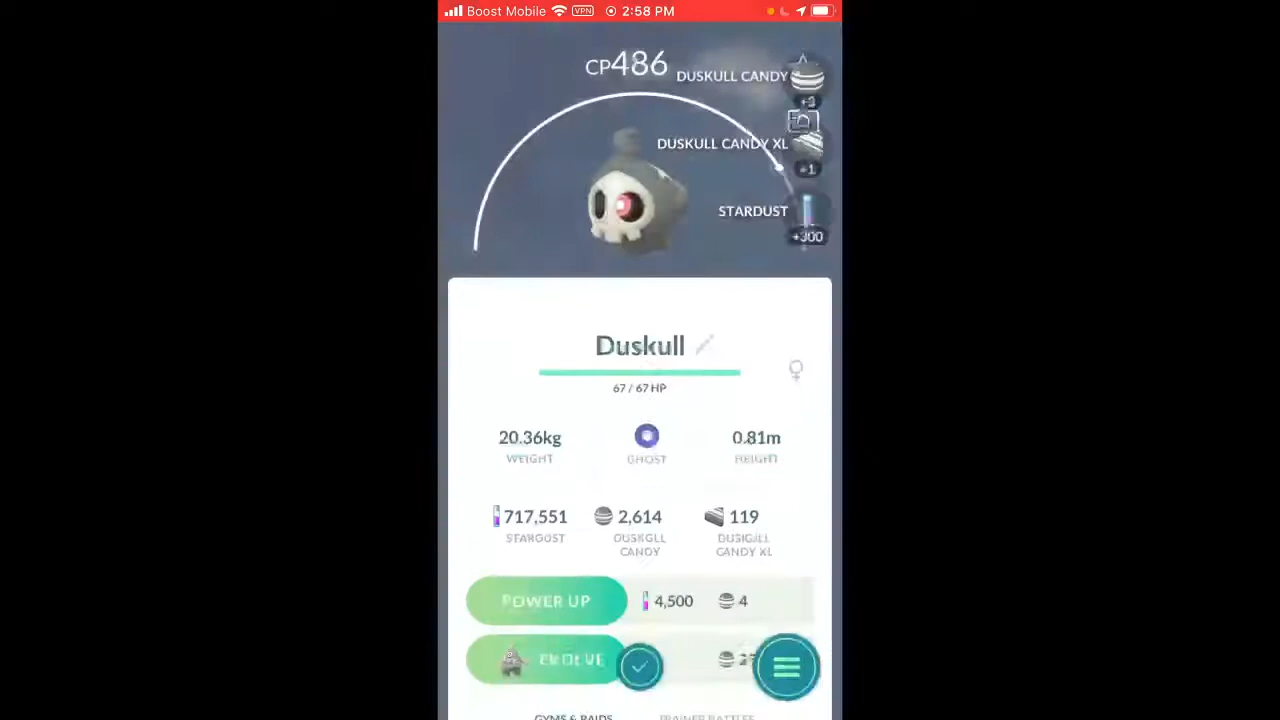 Boost Mobile VPN 2:58 PM
CP486
DUSKULL CANDY
+3
DUSKULL CANDY XL
+1
STARDUST
+300
Duskull
67 / 67 HP
20.36kg
WEIGHT
GHOST
0.81m
HEIGHT
717,551
STARDUST
2,614
DUSKULL
CANDY
119
DUSKULL
CANDY XL
POWER UP 4,500 4
EVOLVE
GYMS & RAIDS TRAINER BATTLES